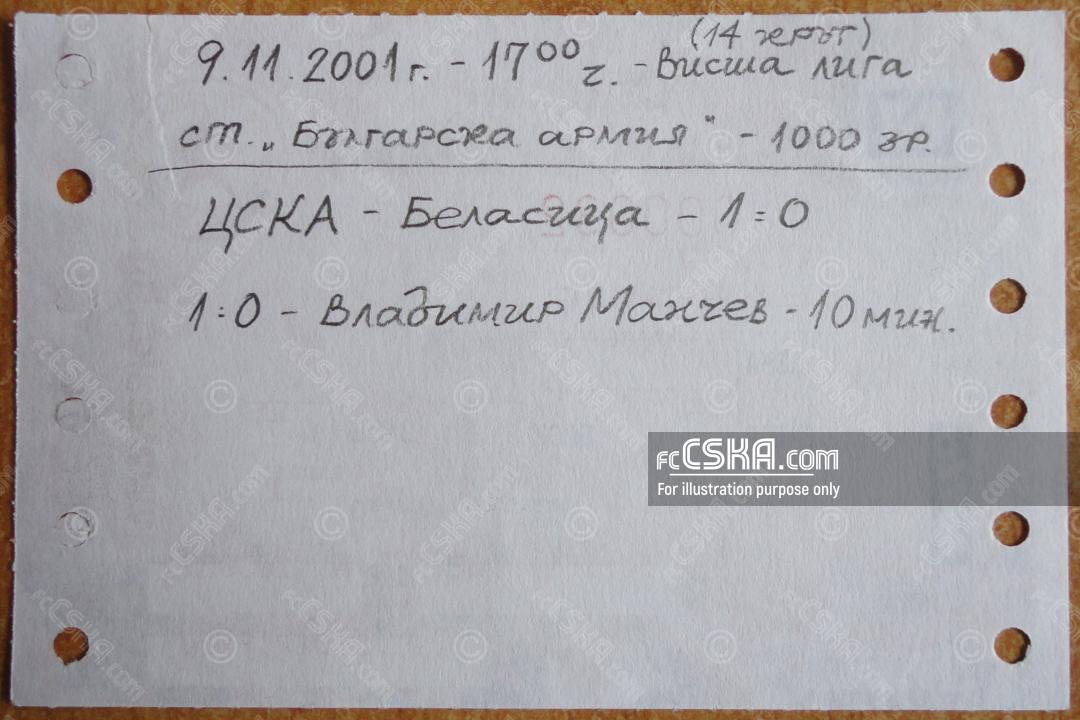 (14 кръг)
9.11.2001 г. - 17⁰⁰ ч. - Висша лига
ст. „Българска армия" - 1000 зр.
ЦСКА - Беласица - 1:0
1:0 - Владимир Манчев - 10 мин.
fcCSKA.com
For illustration purpose only